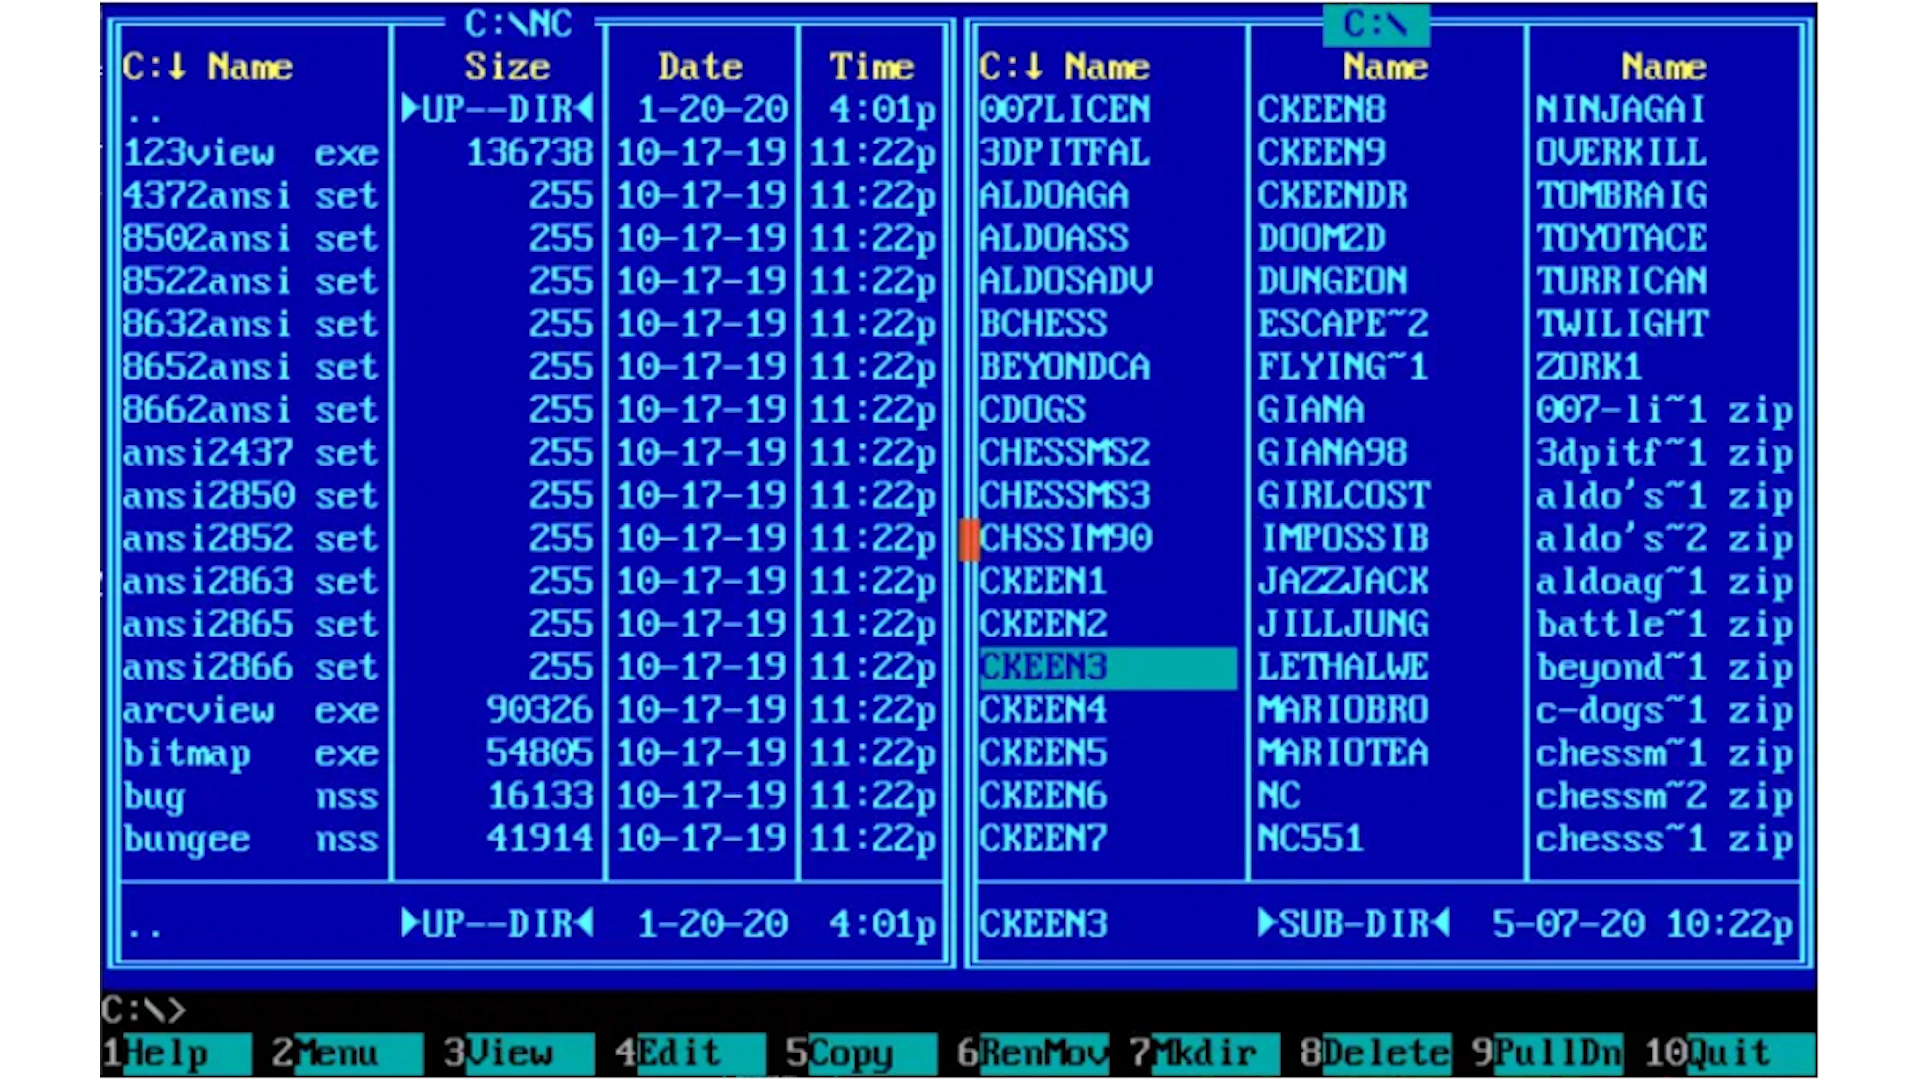 C:\NC C:\
C:↓ Name Size Date Time C:↓ Name Name Name
.. ►UP--DIR◄ 1-20-20 4:01p 007LICEN CKEEN8 NINJAGAI
123view exe 136738 10-17-19 11:22p 3DPITFAL CKEEN9 OVERKILL
4372ansi set 255 10-17-19 11:22p ALDOAGA CKEENDR TOMBRAIG
8502ansi set 255 10-17-19 11:22p ALDOASS DOOM2D TOYOTACE
8522ansi set 255 10-17-19 11:22p ALDOSADV DUNGEON TURRICAN
8632ansi set 255 10-17-19 11:22p BCHESS ESCAPE~2 TWILIGHT
8652ansi set 255 10-17-19 11:22p BEYONDCA FLYING~1 ZORK1
8662ansi set 255 10-17-19 11:22p CDOGS GIANA 007-li~1 zip
ansi2437 set 255 10-17-19 11:22p CHESSMS2 GIANA98 3dpitf~1 zip
ansi2850 set 255 10-17-19 11:22p CHESSMS3 GIRLCOST aldo's~1 zip
ansi2852 set 255 10-17-19 11:22p CHSSIM90 IMPOSSIB aldo's~2 zip
ansi2863 set 255 10-17-19 11:22p CKEEN1 JAZZJACK aldoag~1 zip
ansi2865 set 255 10-17-19 11:22p CKEEN2 JILLJUNG battle~1 zip
ansi2866 set 255 10-17-19 11:22p CKEEN3 LETHALWE beyond~1 zip
arcview exe 90326 10-17-19 11:22p CKEEN4 MARIOBRO c-dogs~1 zip
bitmap exe 54805 10-17-19 11:22p CKEEN5 MARIOTEA chessm~1 zip
bug nss 16133 10-17-19 11:22p CKEEN6 NC chessm~2 zip
bungee nss 41914 10-17-19 11:22p CKEEN7 NC551 chesss~1 zip
.. ►UP--DIR◄ 1-20-20 4:01p CKEEN3 ►SUB-DIR◄ 5-07-20 10:22p
C:\>
1Help 2Menu 3View 4Edit 5Copy 6RenMov 7Mkdir 8Delete 9PullDn 10Quit